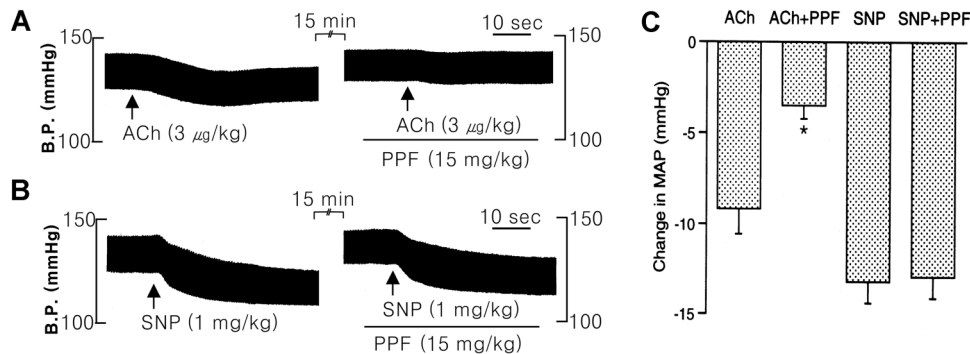 A
15 min
10 sec
150
150
B.P. (mmHg)
100
100
ACh (3 µg/kg)
ACh (3 µg/kg)
PPF (15 mg/kg)
B
15 min
10 sec
150
150
B.P. (mmHg)
100
100
SNP (1 mg/kg)
SNP (1 mg/kg)
PPF (15 mg/kg)
C
ACh ACh+PPF SNP SNP+PPF
0
-5
-10
-15
Change in MAP (mmHg)
*